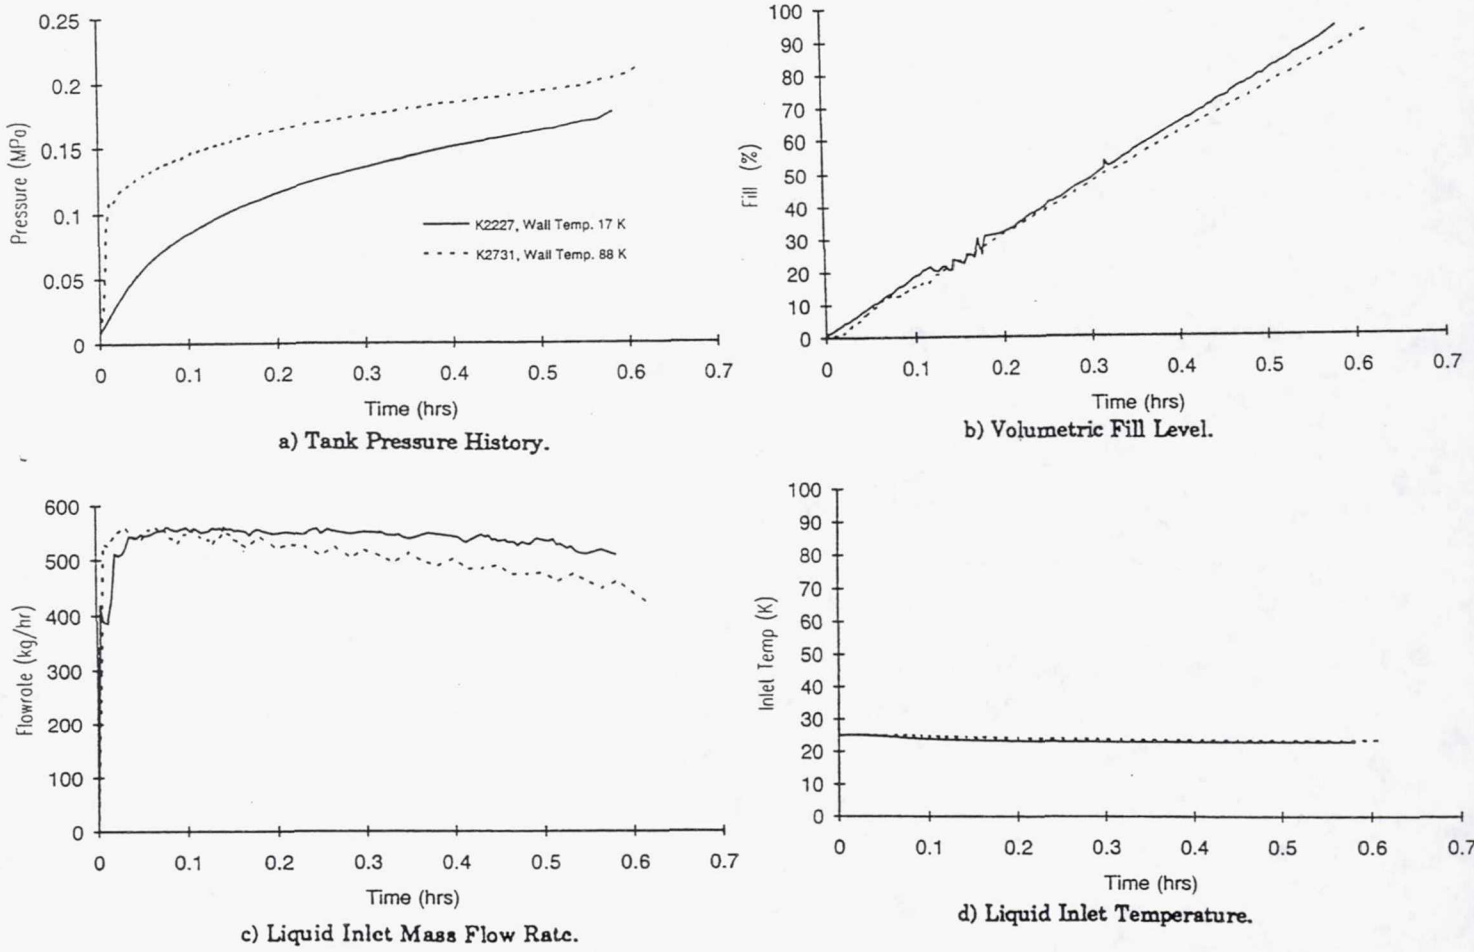 0.25
0.2
0.15
0.1
0.05
0
Pressure (MPa)
K2227, Wall Temp. 17 K
K2731, Wall Temp. 88 K
0 0.1 0.2 0.3 0.4 0.5 0.6 0.7
Time (hrs)
a) Tank Pressure History.
100
90
80
70
60
50
40
30
20
10
0
Fill (%)
0 0.1 0.2 0.3 0.4 0.5 0.6 0.7
Time (hrs)
b) Volumetric Fill Level.
600
500
400
300
200
100
0
Flowrate (kg/hr)
0 0.1 0.2 0.3 0.4 0.5 0.6 0.7
Time (hrs)
c) Liquid Inlet Mass Flow Rate.
100
90
80
70
60
50
40
30
20
10
0
Inlet Temp (K)
0 0.1 0.2 0.3 0.4 0.5 0.6 0.7
Time (hrs)
d) Liquid Inlet Temperature.